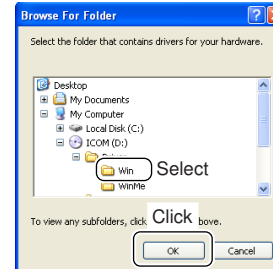 Browse For Folder
Select the folder that contains drivers for your hardware.
Desktop
My Documents
My Computer
Local Disk (C:)
ICOM (D:)
Win Select
WinMe
To view any subfolders, click Click bove.
OK Cancel